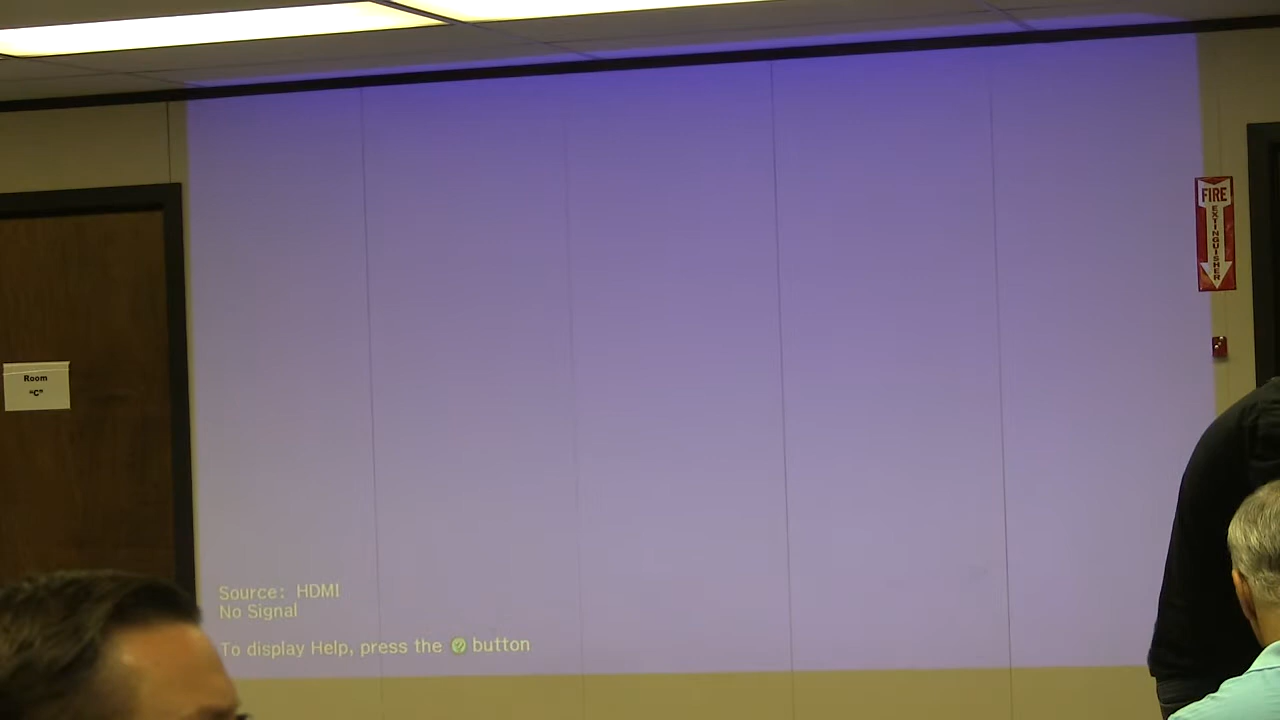 FIRE
EXTINGUISHER
Room
"C"
Source: HDMI
No Signal
To display Help, press the ? button